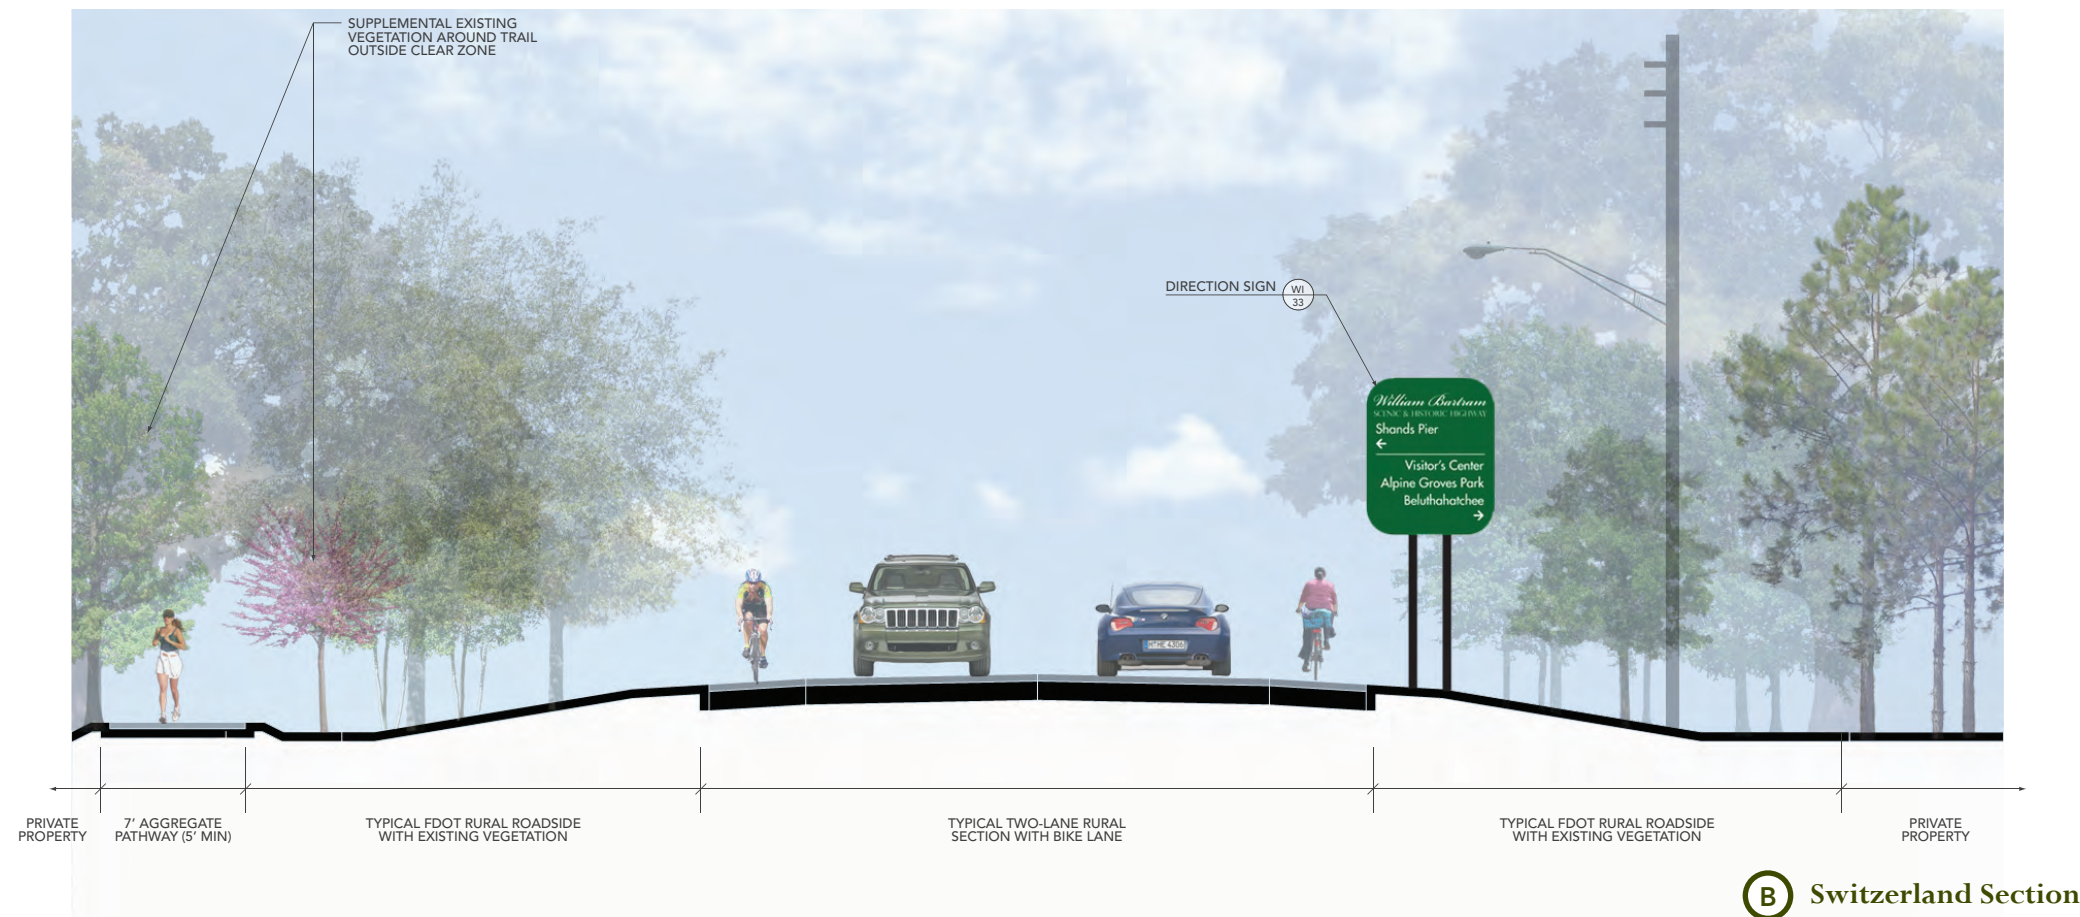 SUPPLEMENTAL EXISTING
VEGETATION AROUND TRAIL
OUTSIDE CLEAR ZONE
DIRECTION SIGN
WI
33
William Bartram
SCENIC & HISTORIC HIGHWAY
Shands Pier
←
Visitor's Center
Alpine Groves Park
Beluthahatchee
→
M·HE 4306
PRIVATE
PROPERTY
7’ AGGREGATE
PATHWAY (5’ MIN)
TYPICAL FDOT RURAL ROADSIDE
WITH EXISTING VEGETATION
TYPICAL TWO-LANE RURAL
SECTION WITH BIKE LANE
TYPICAL FDOT RURAL ROADSIDE
WITH EXISTING VEGETATION
PRIVATE
PROPERTY
B Switzerland Section